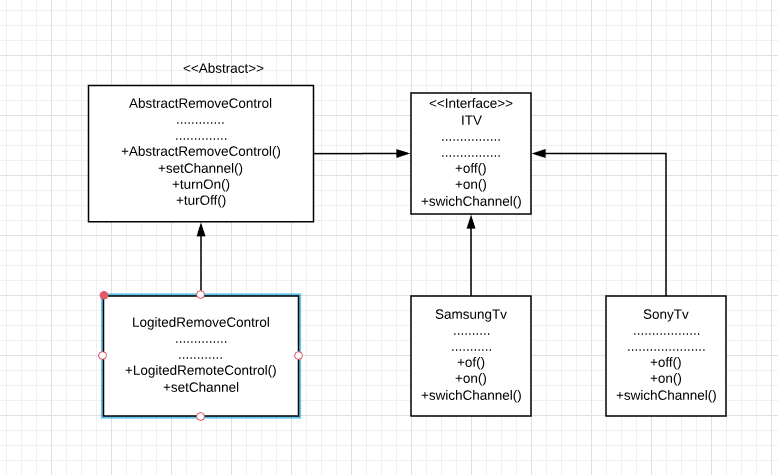 <<Abstract>>
AbstractRemoveControl
.............
..............
+AbstractRemoveControl()
+setChannel()
+turnOn()
+turOff()
<<Interface>>
ITV
................
................
+off()
+on()
+swichChannel()
LogitedRemoveControl
..............
............
+LogitedRemoteControl()
+setChannel
SamsungTv
..........
...........
+of()
+on()
+swichChannel()
SonyTv
..................
.....................
+off()
+on()
+swichChannel()